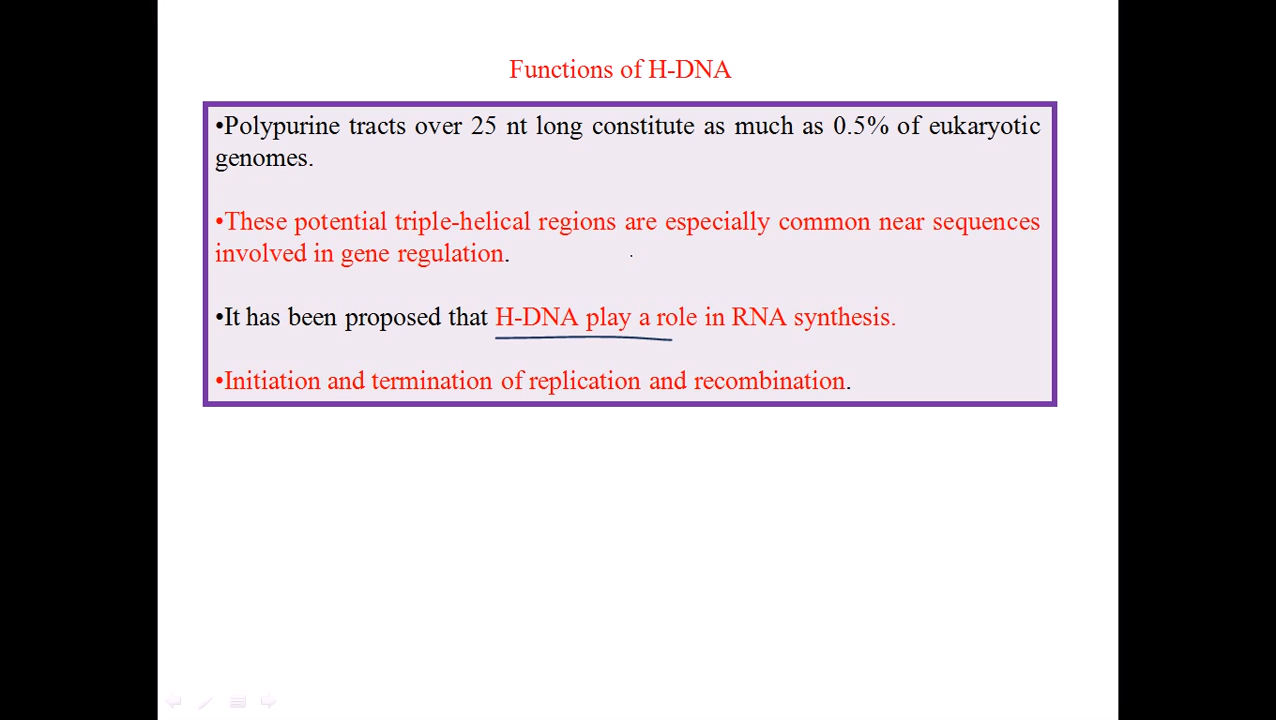 Functions of H-DNA
•Polypurine tracts over 25 nt long constitute as much as 0.5% of eukaryotic
genomes.
•These potential triple-helical regions are especially common near sequences
involved in gene regulation.
•It has been proposed that H-DNA play a role in RNA synthesis.
•Initiation and termination of replication and recombination.